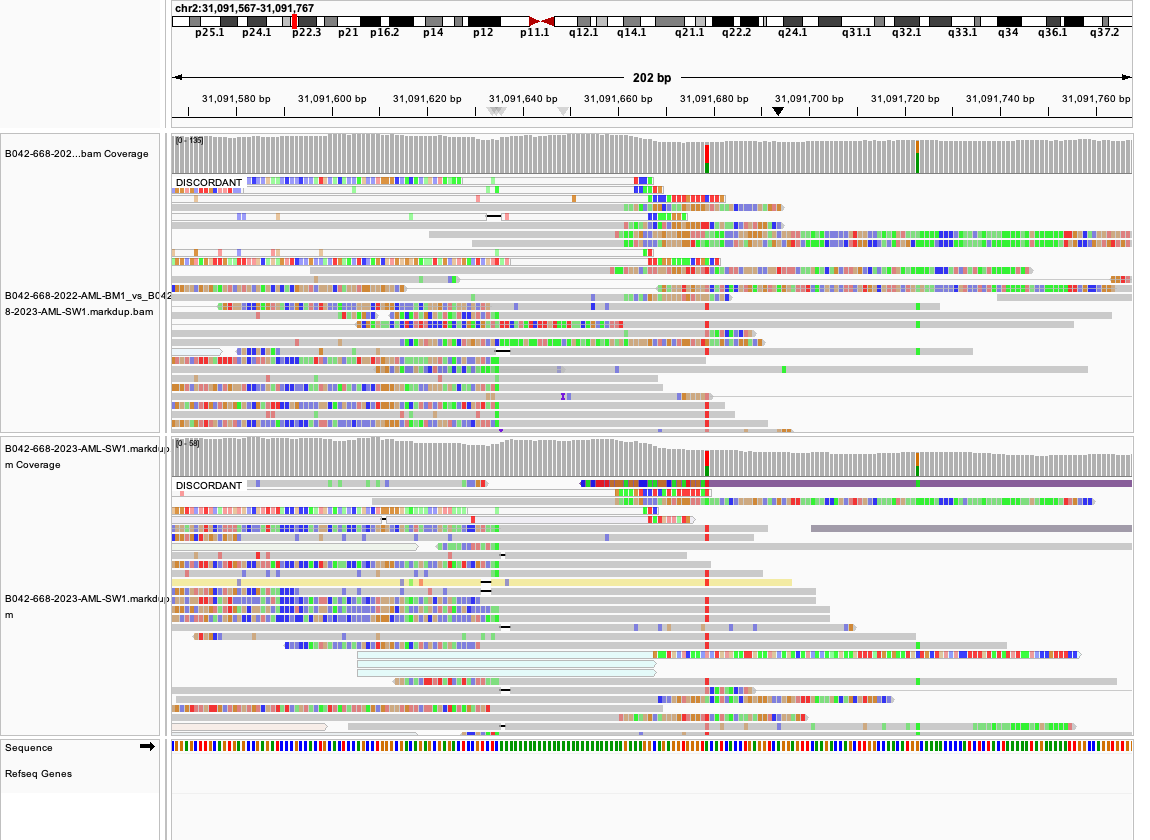 chr2:31,091,567-31,091,767
p25.1 p24.1 p22.3 p21 p16.2 p14 p12 p11.1 q12.1 q14.1 q21.1 q22.2 q24.1 q31.1 q32.1 q33.1 q34 q36.1 q37.2
202 bp
31,091,580 bp 31,091,600 bp 31,091,620 bp 31,091,640 bp 31,091,660 bp 31,091,680 bp 31,091,700 bp 31,091,720 bp 31,091,740 bp 31,091,760 bp
[0 - 135]
B042-668-202...bam Coverage
DISCORDANT
B042-668-2022-AML-BM1_vs_B042
8-2023-AML-SW1.markdup.bam
[0 - 58]
B042-668-2023-AML-SW1.markdup
m Coverage
DISCORDANT
B042-668-2023-AML-SW1.markdup
m
Sequence
Refseq Genes